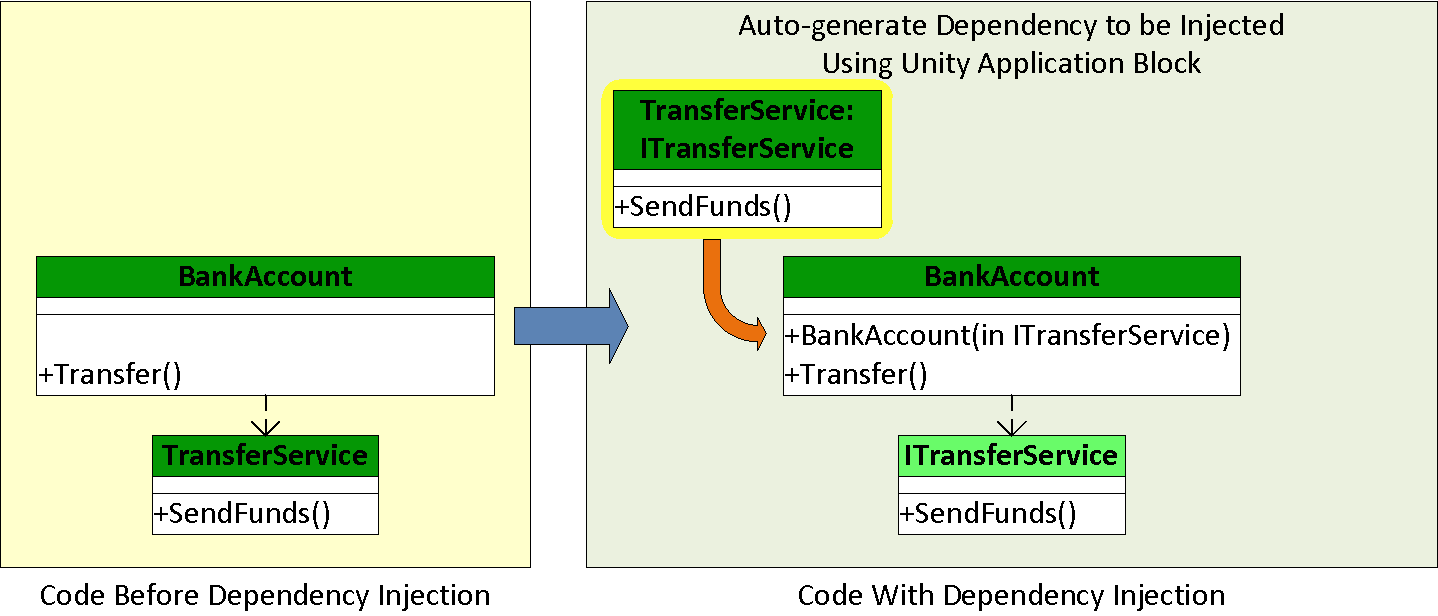 BankAccount
+Transfer()
TransferService
+SendFunds()
Code Before Dependency Injection
Auto-generate Dependency to be Injected
Using Unity Application Block
TransferService:
ITransferService
+SendFunds()
BankAccount
+BankAccount(in ITransferService)
+Transfer()
ITransferService
+SendFunds()
Code With Dependency Injection